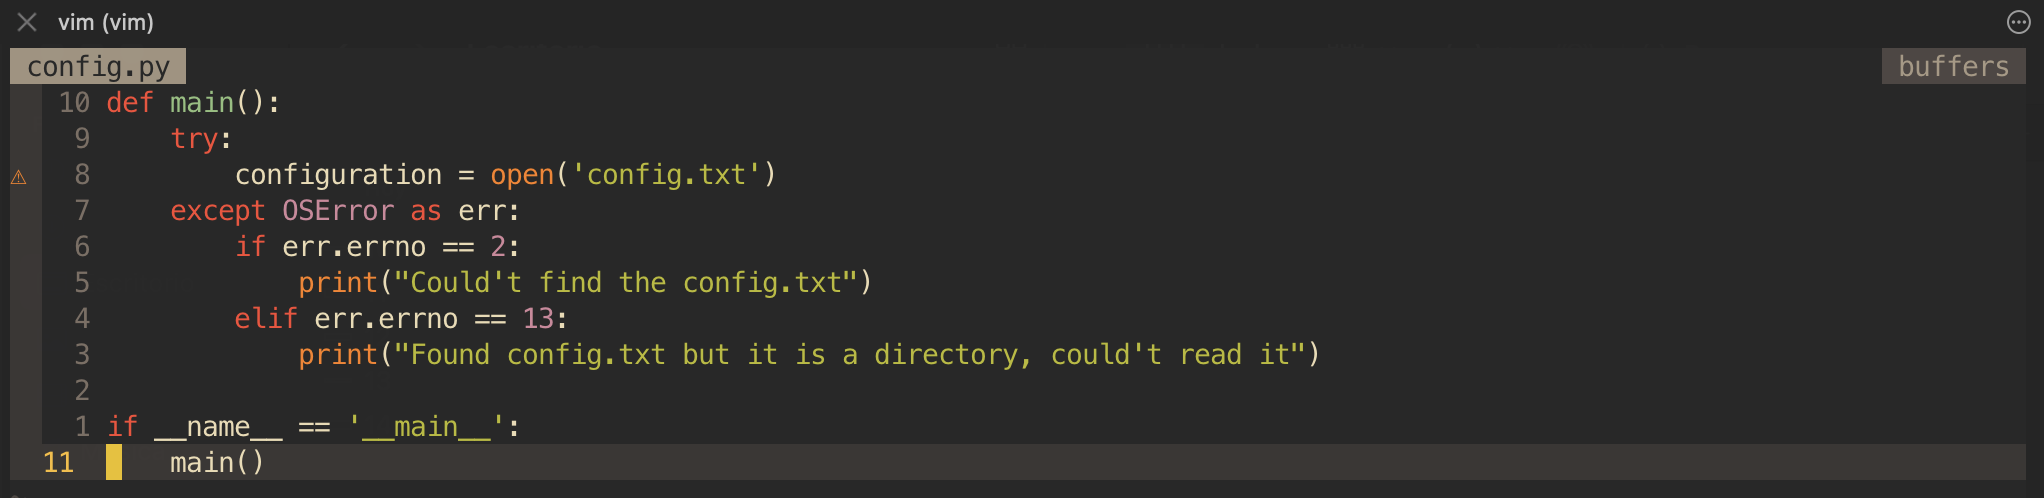 vim (vim)
config.py buffers
10 def main():
9 try:
8 configuration = open('config.txt')
7 except OSError as err:
6 if err.errno == 2:
5 print("Could't find the config.txt")
4 elif err.errno == 13:
3 print("Found config.txt but it is a directory, could't read it")
2
1 if __name__ == '__main__':
11 main()